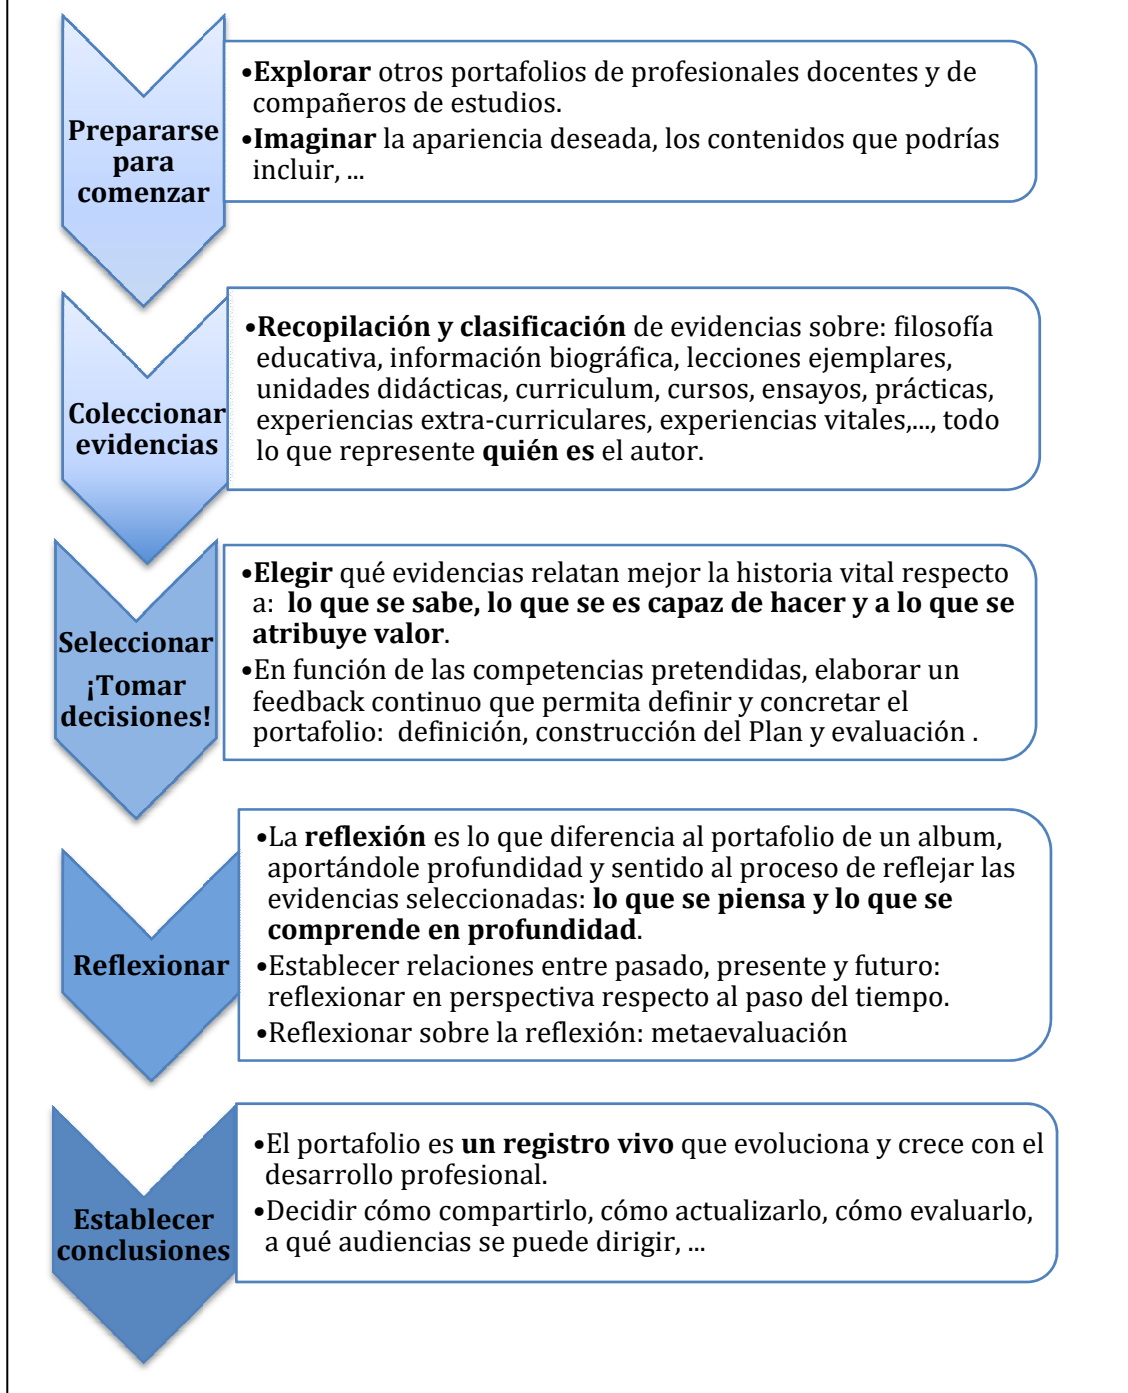 Prepararse
para
comenzar
•Explorar otros portafolios de profesionales docentes y de
compañeros de estudios.
•Imaginar la apariencia deseada, los contenidos que podrías
incluir, ...
Coleccionar
evidencias
•Recopilación y clasificación de evidencias sobre: filosofía
educativa, información biográfica, lecciones ejemplares,
unidades didácticas, curriculum, cursos, ensayos, prácticas,
experiencias extra-curriculares, experiencias vitales,..., todo
lo que represente quién es el autor.
Seleccionar
¡Tomar
decisiones!
•Elegir qué evidencias relatan mejor la historia vital respecto
a:  lo que se sabe, lo que se es capaz de hacer y a lo que se
atribuye valor.
•En función de las competencias pretendidas, elaborar un
feedback continuo que permita definir y concretar el
portafolio:  definición, construcción del Plan y evaluación .
Reflexionar
•La reflexión es lo que diferencia al portafolio de un album,
aportándole profundidad y sentido al proceso de reflejar las
evidencias seleccionadas: lo que se piensa y lo que se
comprende en profundidad.
•Establecer relaciones entre pasado, presente y futuro:
reflexionar en perspectiva respecto al paso del tiempo.
•Reflexionar sobre la reflexión: metaevaluación
Establecer
conclusiones
•El portafolio es un registro vivo que evoluciona y crece con el
desarrollo profesional.
•Decidir cómo compartirlo, cómo actualizarlo, cómo evaluarlo,
a qué audiencias se puede dirigir, ...